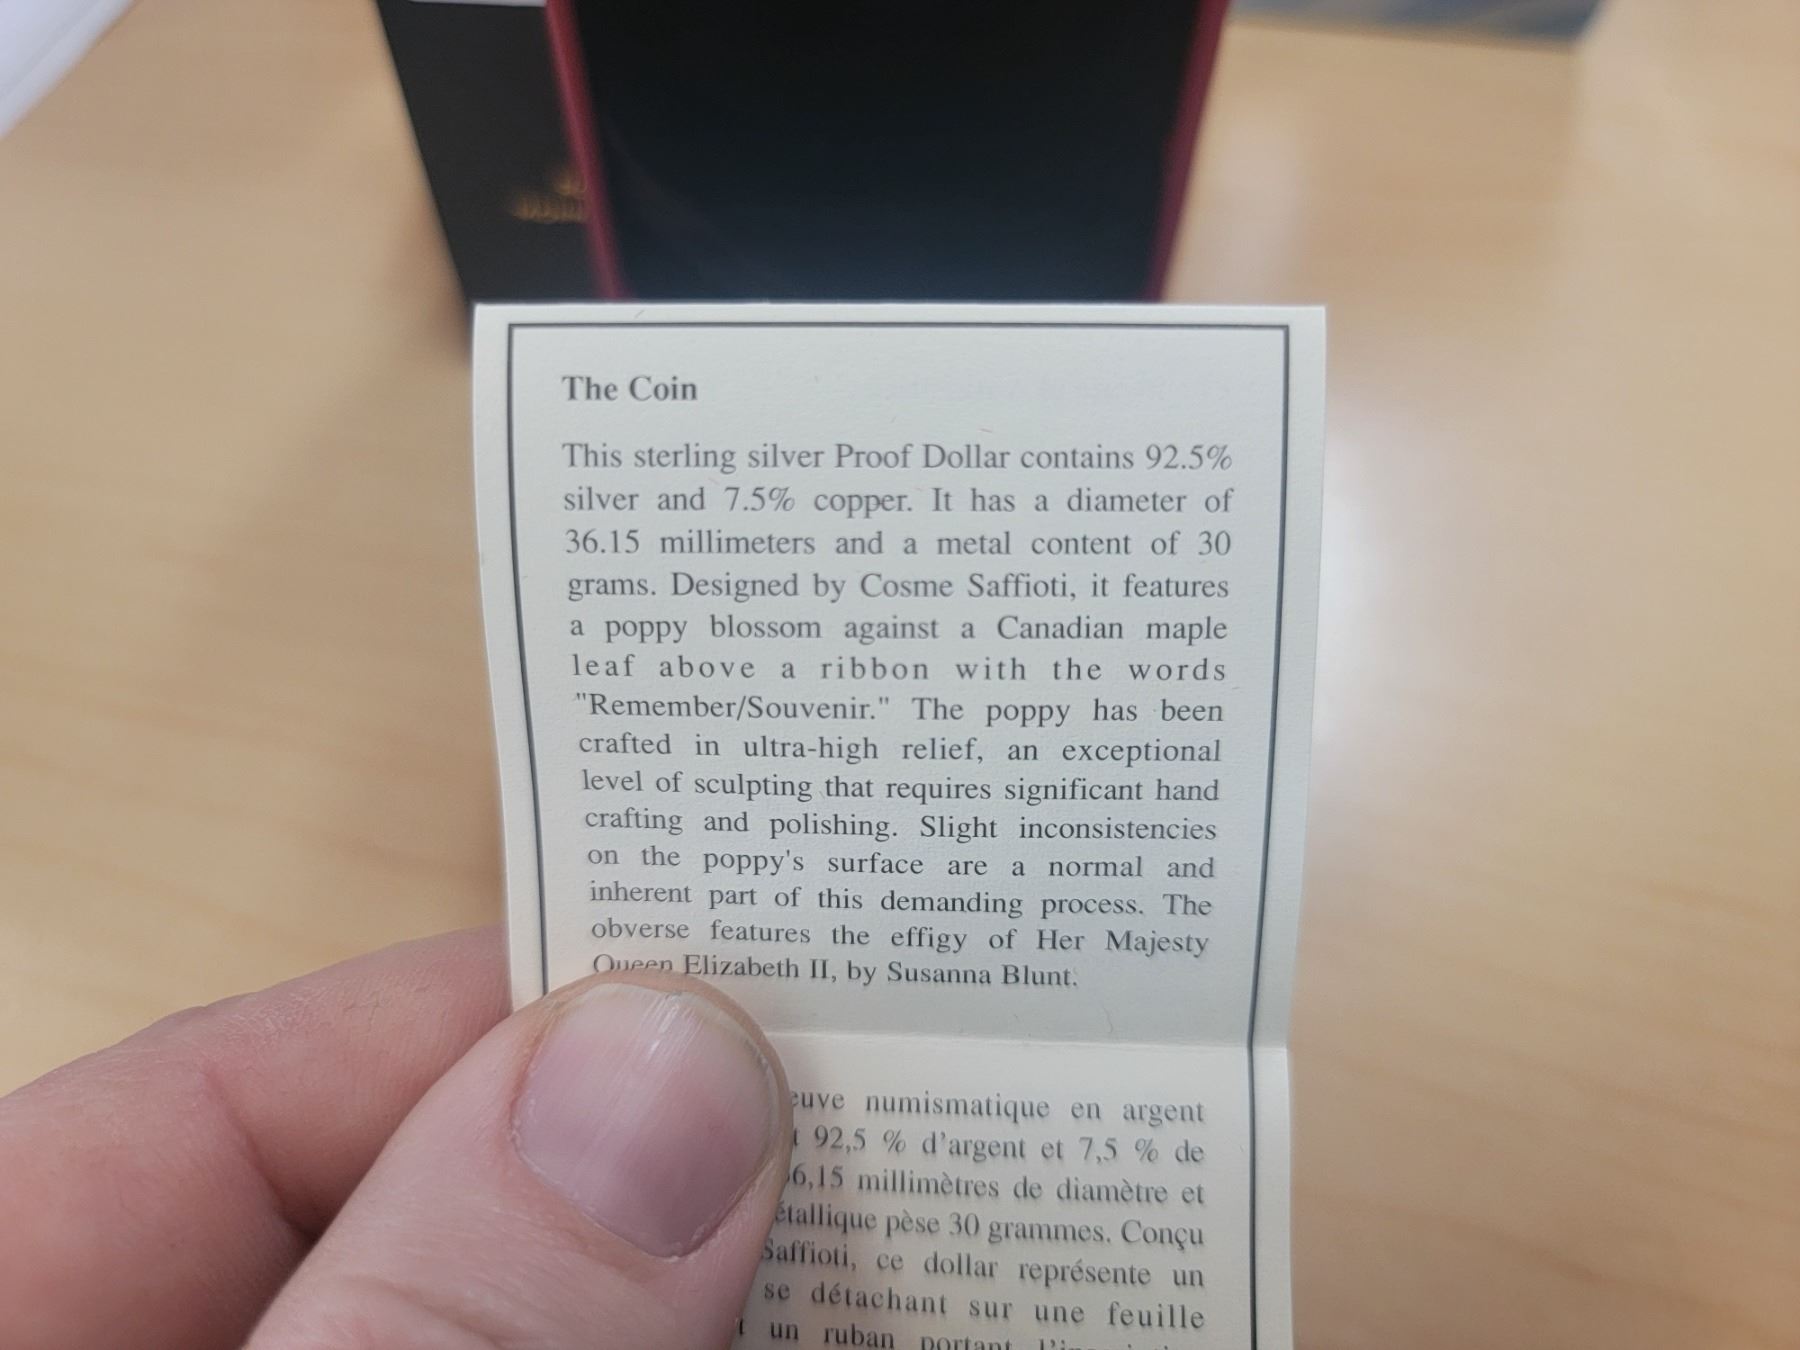 The Coin
This sterling silver Proof Dollar contains 92.5%
silver and 7.5% copper. It has a diameter of
36.15 millimeters and a metal content of 30
grams. Designed by Cosme Saffioti, it features
a poppy blossom against a Canadian maple
leaf above a ribbon with the words
"Remember/Souvenir." The poppy has been
crafted in ultra-high relief, an exceptional
level of sculpting that requires significant hand
crafting and polishing. Slight inconsistencies
on the poppy's surface are a normal and
inherent part of this demanding process. The
obverse features the effigy of Her Majesty
Queen Elizabeth II, by Susanna Blunt.
numismatique en argent
92,5 % d'argent et 7,5 % de
6,15 millimètres de diamètre et
étallique pèse 30 grammes. Conçu
Saffioti, ce dollar représente un
se détachant sur une feuille
un ruban portant